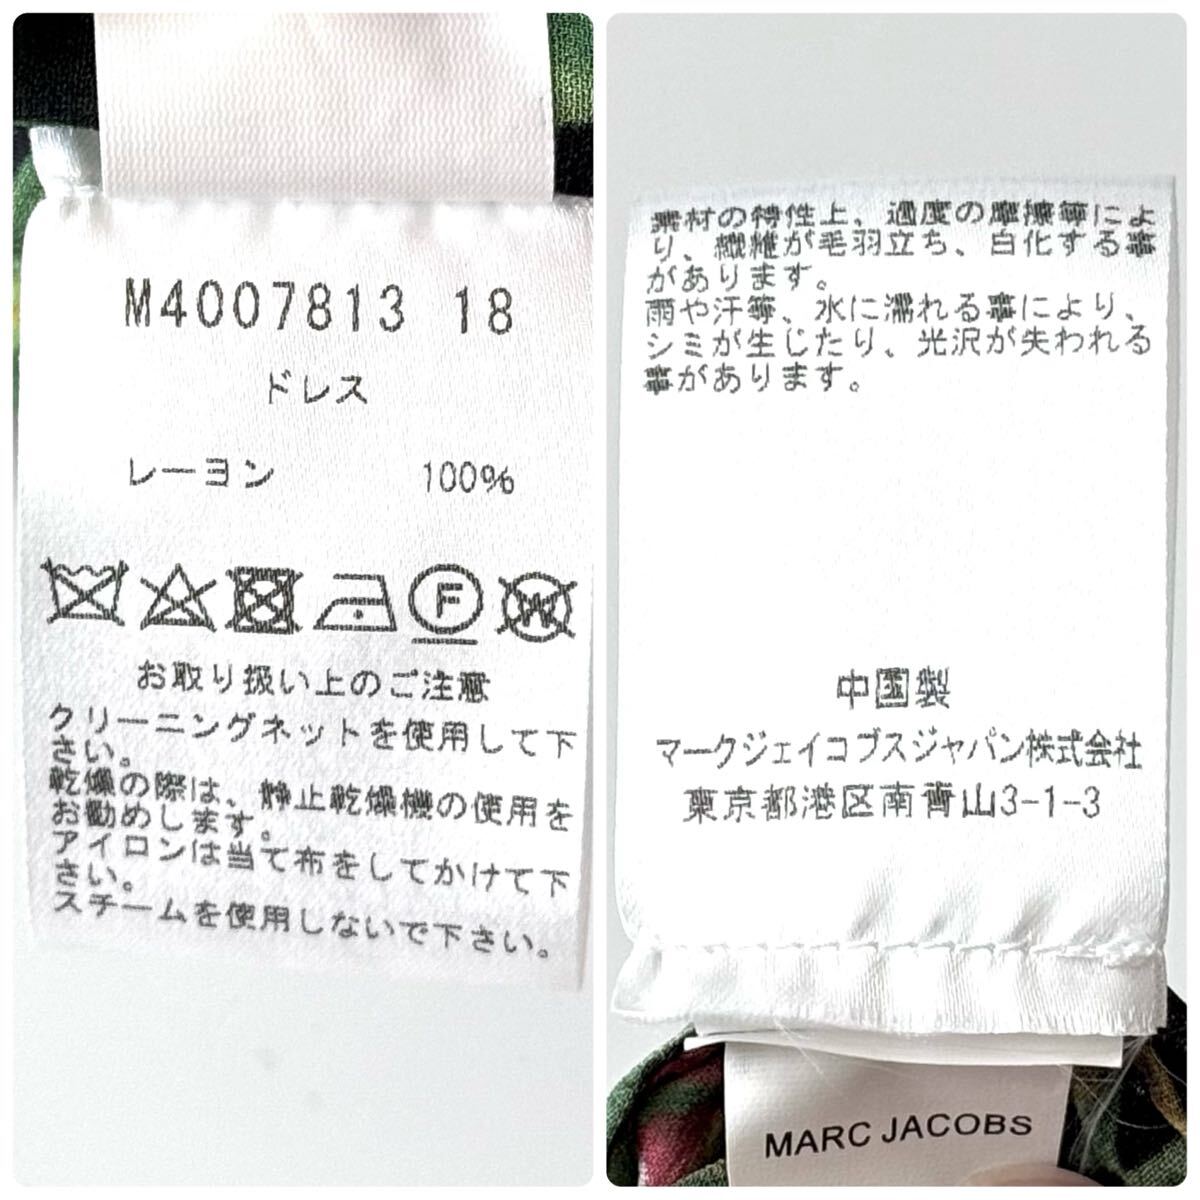 M4007813 18
ドレス
レーヨン 100%
F
W
お取り扱い上のご注意
クリーニングネットを使用して下
さい。
乾燥の際は、静止乾燥機の使用を
お勧めします。
アイロンは当て布をしてかけて下
さい。
スチームを使用しないで下さい。
素材の特性上、過度の摩擦等によ
り、繊維が毛羽立ち、白化する事
があります。
雨や汗等、水に濡れる事により、
シミが生じたり、光沢が失われる
事があります。
中国製
マークジェイコブスジャパン株式会社
東京都港区南青山3-1-3
MARC JACOBS